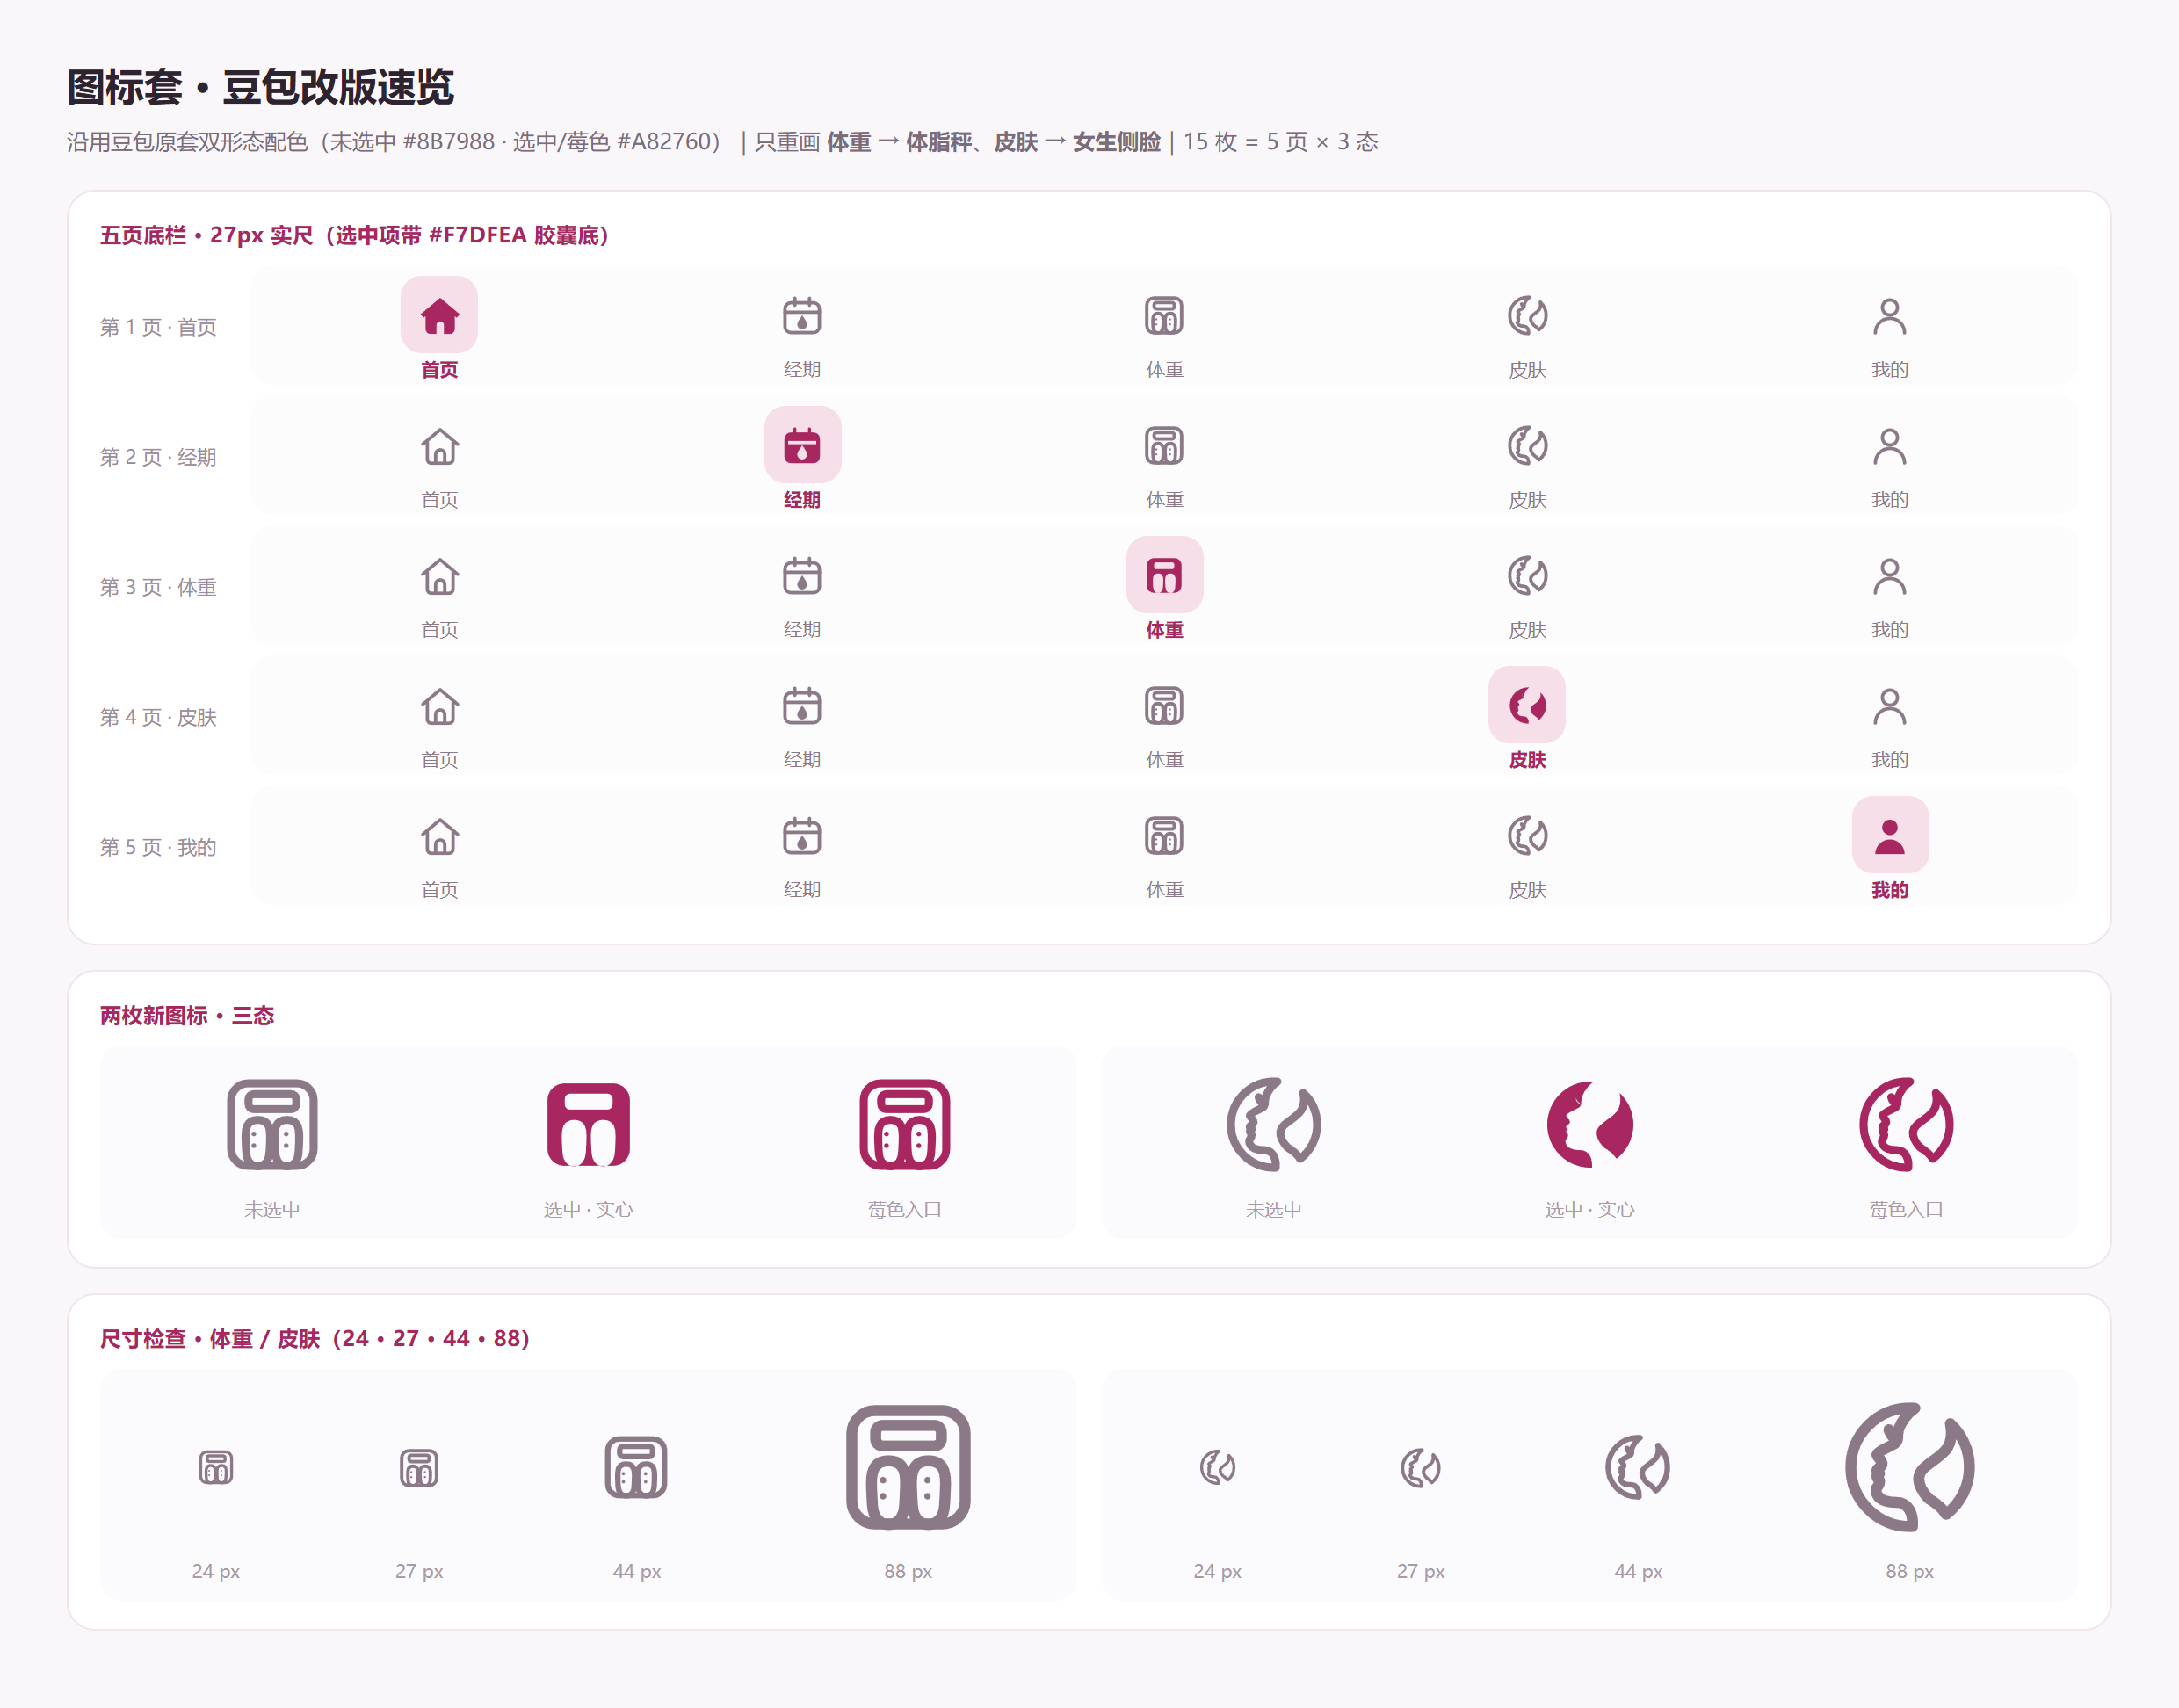 图标套 • 豆包改版速览
沿用豆包原套双形态配色（未选中 #8B7988 · 选中/莓色 #A82760） | 只重画 体重 → 体脂秤、皮肤 → 女生侧脸 | 15 枚 = 5 页 × 3 态
五页底栏 • 27px 实尺（选中项带 #F7DFEA 胶囊底）
第 1 页 · 首页
首页 经期 体重 皮肤 我的
第 2 页 · 经期
首页 经期 体重 皮肤 我的
第 3 页 · 体重
首页 经期 体重 皮肤 我的
第 4 页 · 皮肤
首页 经期 体重 皮肤 我的
第 5 页 · 我的
首页 经期 体重 皮肤 我的
两枚新图标 • 三态
未选中 选中 · 实心 莓色入口 未选中 选中 · 实心 莓色入口
尺寸检查 • 体重 / 皮肤（24 • 27 • 44 • 88）
24 px 27 px 44 px 88 px 24 px 27 px 44 px 88 px